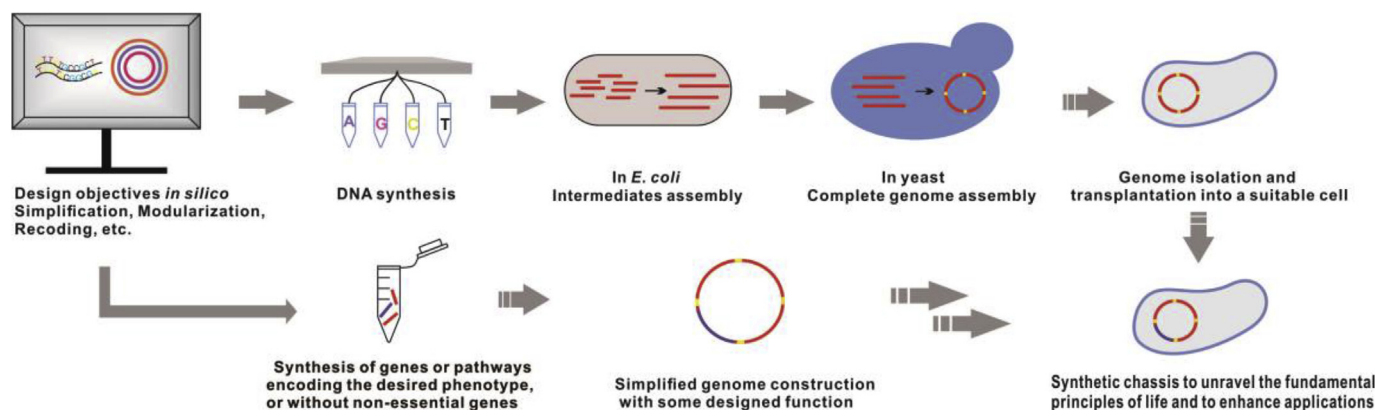 A G C T
Design objectives in silico
Simplification, Modularization,
Recoding, etc.
DNA synthesis
In E. coli
Intermediates assembly
In yeast
Complete genome assembly
Genome isolation and
transplantation into a suitable cell
Synthesis of genes or pathways
encoding the desired phenotype,
or without non-essential genes
Simplified genome construction
with some designed function
Synthetic chassis to unravel the fundamental
principles of life and to enhance applications